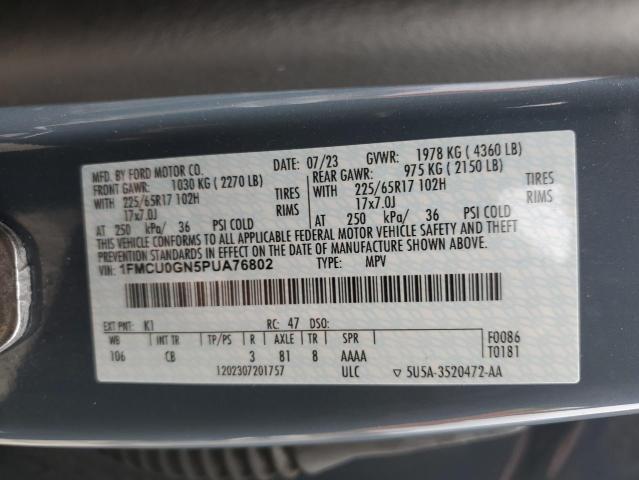 MFD. BY FORD MOTOR CO. DATE: 07/23 GVWR: 1978 KG ( 4360 LB)
FRONT GAWR: 1030 KG ( 2270 LB) REAR GAWR: 975 KG ( 2150 LB)
WITH 225/65R17 102H TIRES WITH 225/65R17 102H TIRES
17x7.0J RIMS 17x7.0J RIMS
AT 250 kPa/ 36 PSI COLD AT 250 kPa/ 36 PSI COLD
THIS VEHICLE CONFORMS TO ALL APPLICABLE FEDERAL MOTOR VEHICLE SAFETY AND THEFT
PREVENTION STANDARDS IN EFFECT ON THE DATE OF MANUFACTURE SHOWN ABOVE.
VIN: 1FMCU0GN5PUA76802 TYPE: MPV
EXT PNT: K1 RC: 47 DSO:
WB INT TR TP/PS R AXLE TR SPR F0086
106 CB 3 81 8 AAAA T0181
1202307201757 ULC ▽ 5U5A-3520472-AA